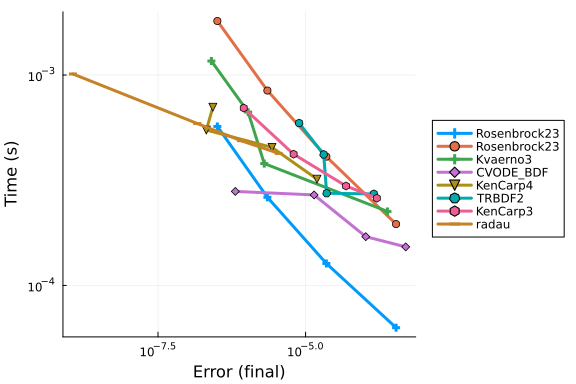 10⁻³
10⁻⁴
Time (s)
10⁻⁷·⁵
10⁻⁵·⁰
Error (final)
Rosenbrock23
Rosenbrock23
Kvaerno3
CVODE_BDF
KenCarp4
TRBDF2
KenCarp3
radau